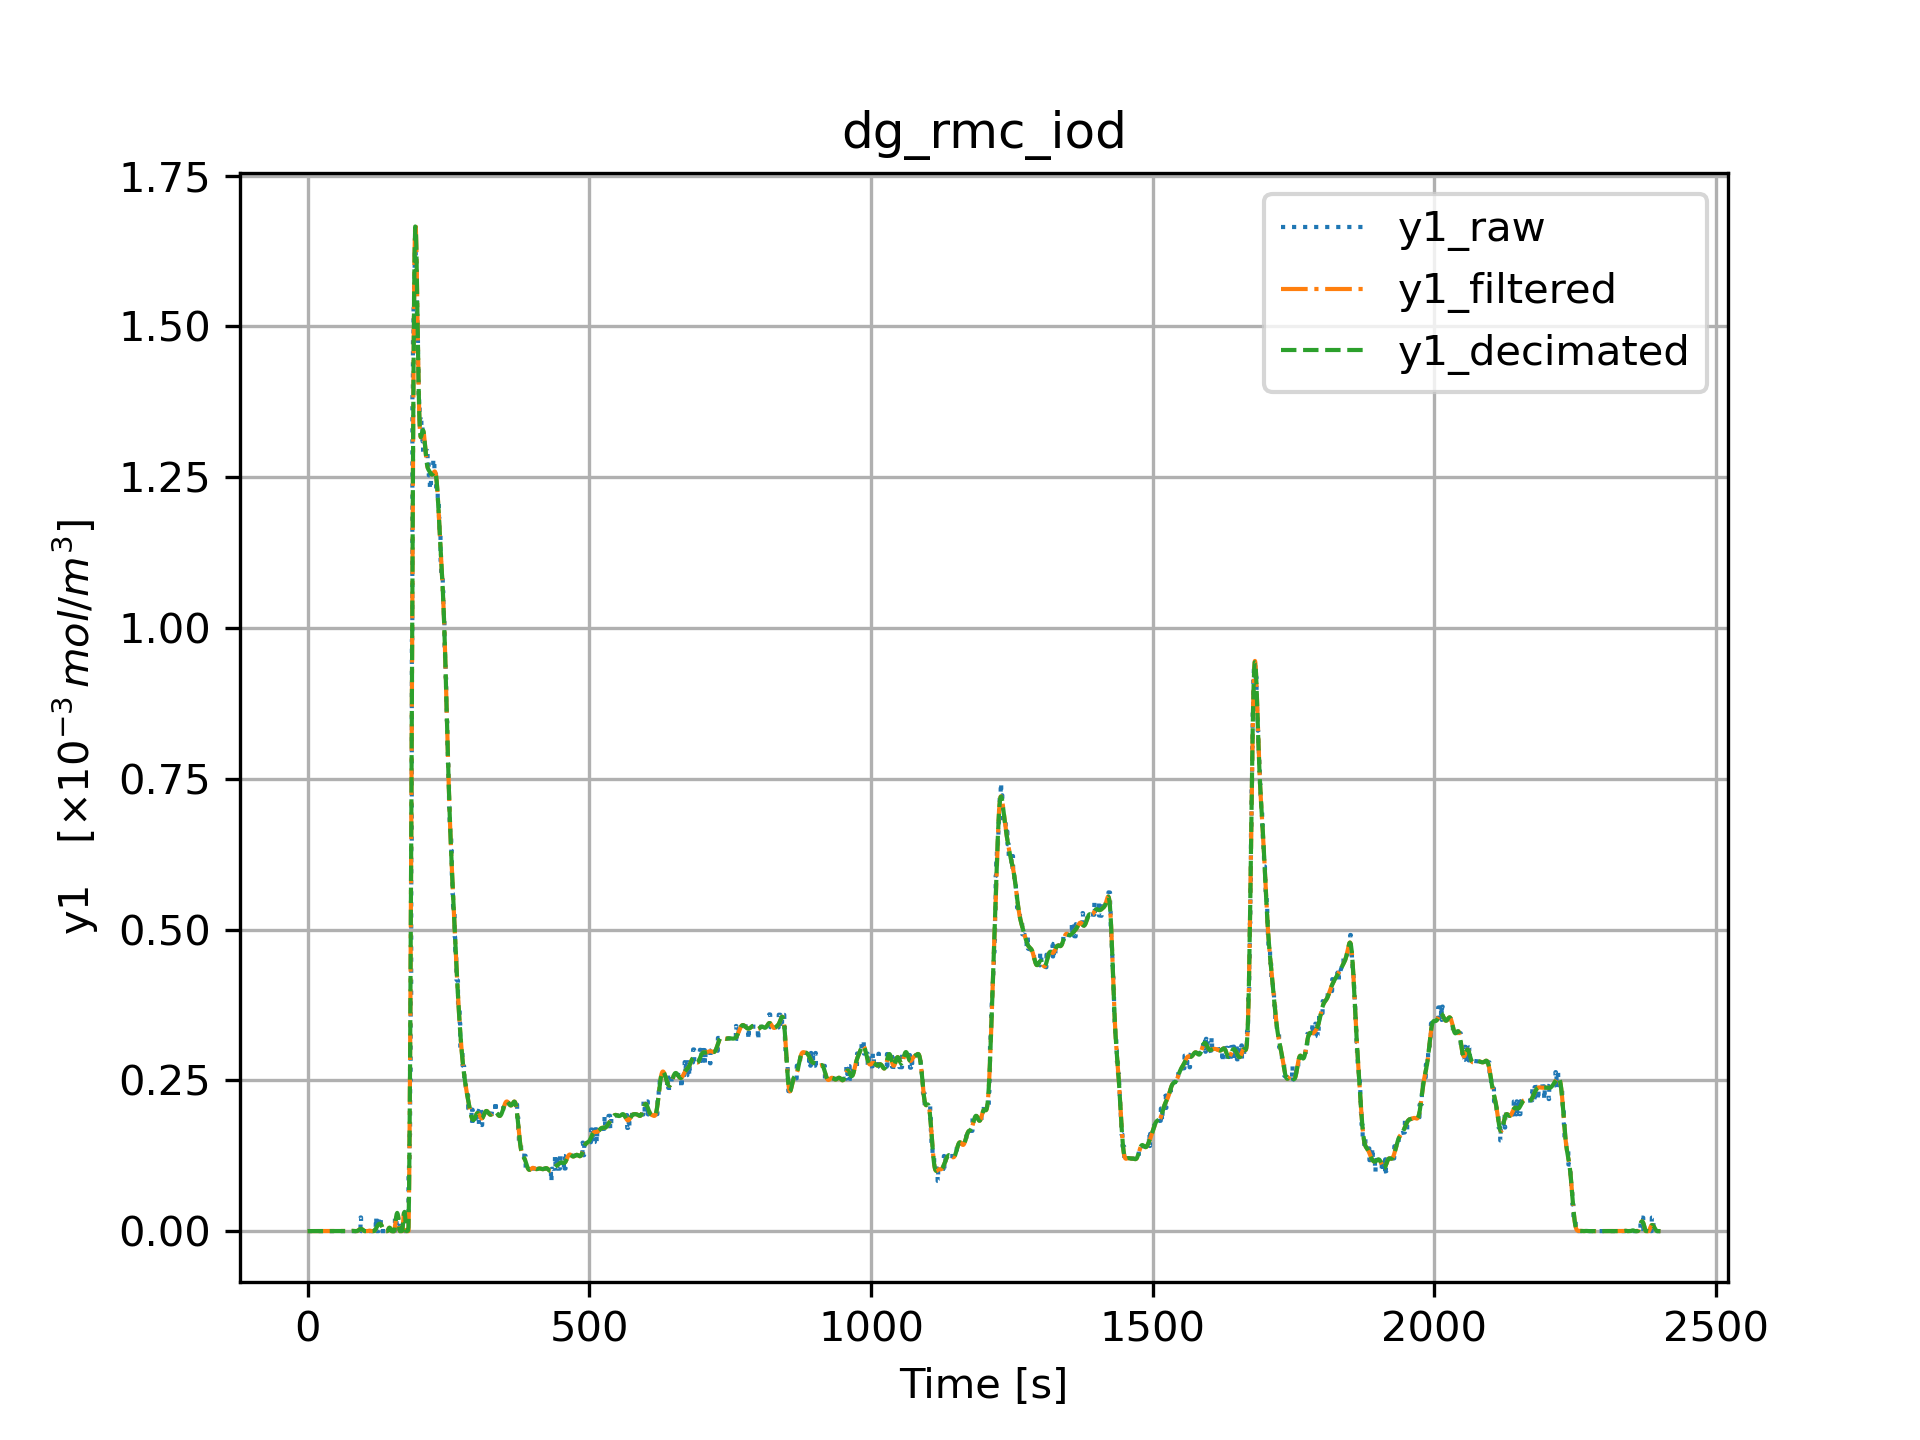 dg_rmc_iod
y1_raw
y1_filtered
y1_decimated
y1 [×10⁻³ mol/m³]
1.75
1.50
1.25
1.00
0.75
0.50
0.25
0.00
0 500 1000 1500 2000 2500
Time [s]